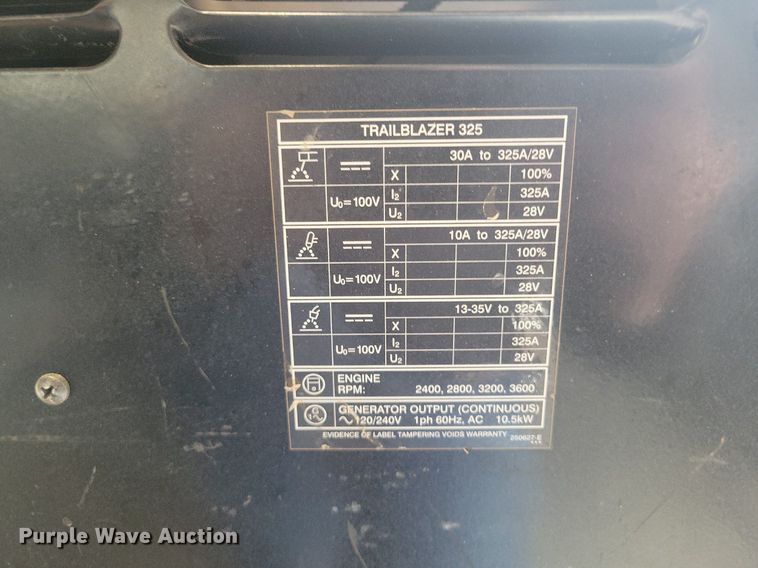 TRAILBLAZER 325
30A to 325A/28V
X 100%
U₀=100V I₂ 325A
U₂ 28V
10A to 325A/28V
X 100%
U₀=100V I₂ 325A
U₂ 28V
13-35V to 325A
X 100%
U₀=100V I₂ 325A
U₂ 28V
ENGINE
RPM: 2400, 2800, 3200, 3600
GENERATOR OUTPUT (CONTINUOUS)
120/240V 1ph 60Hz, AC 10.5kW
EVIDENCE OF LABEL TAMPERING VOIDS WARRANTY 250627-E
Purple Wave Auction